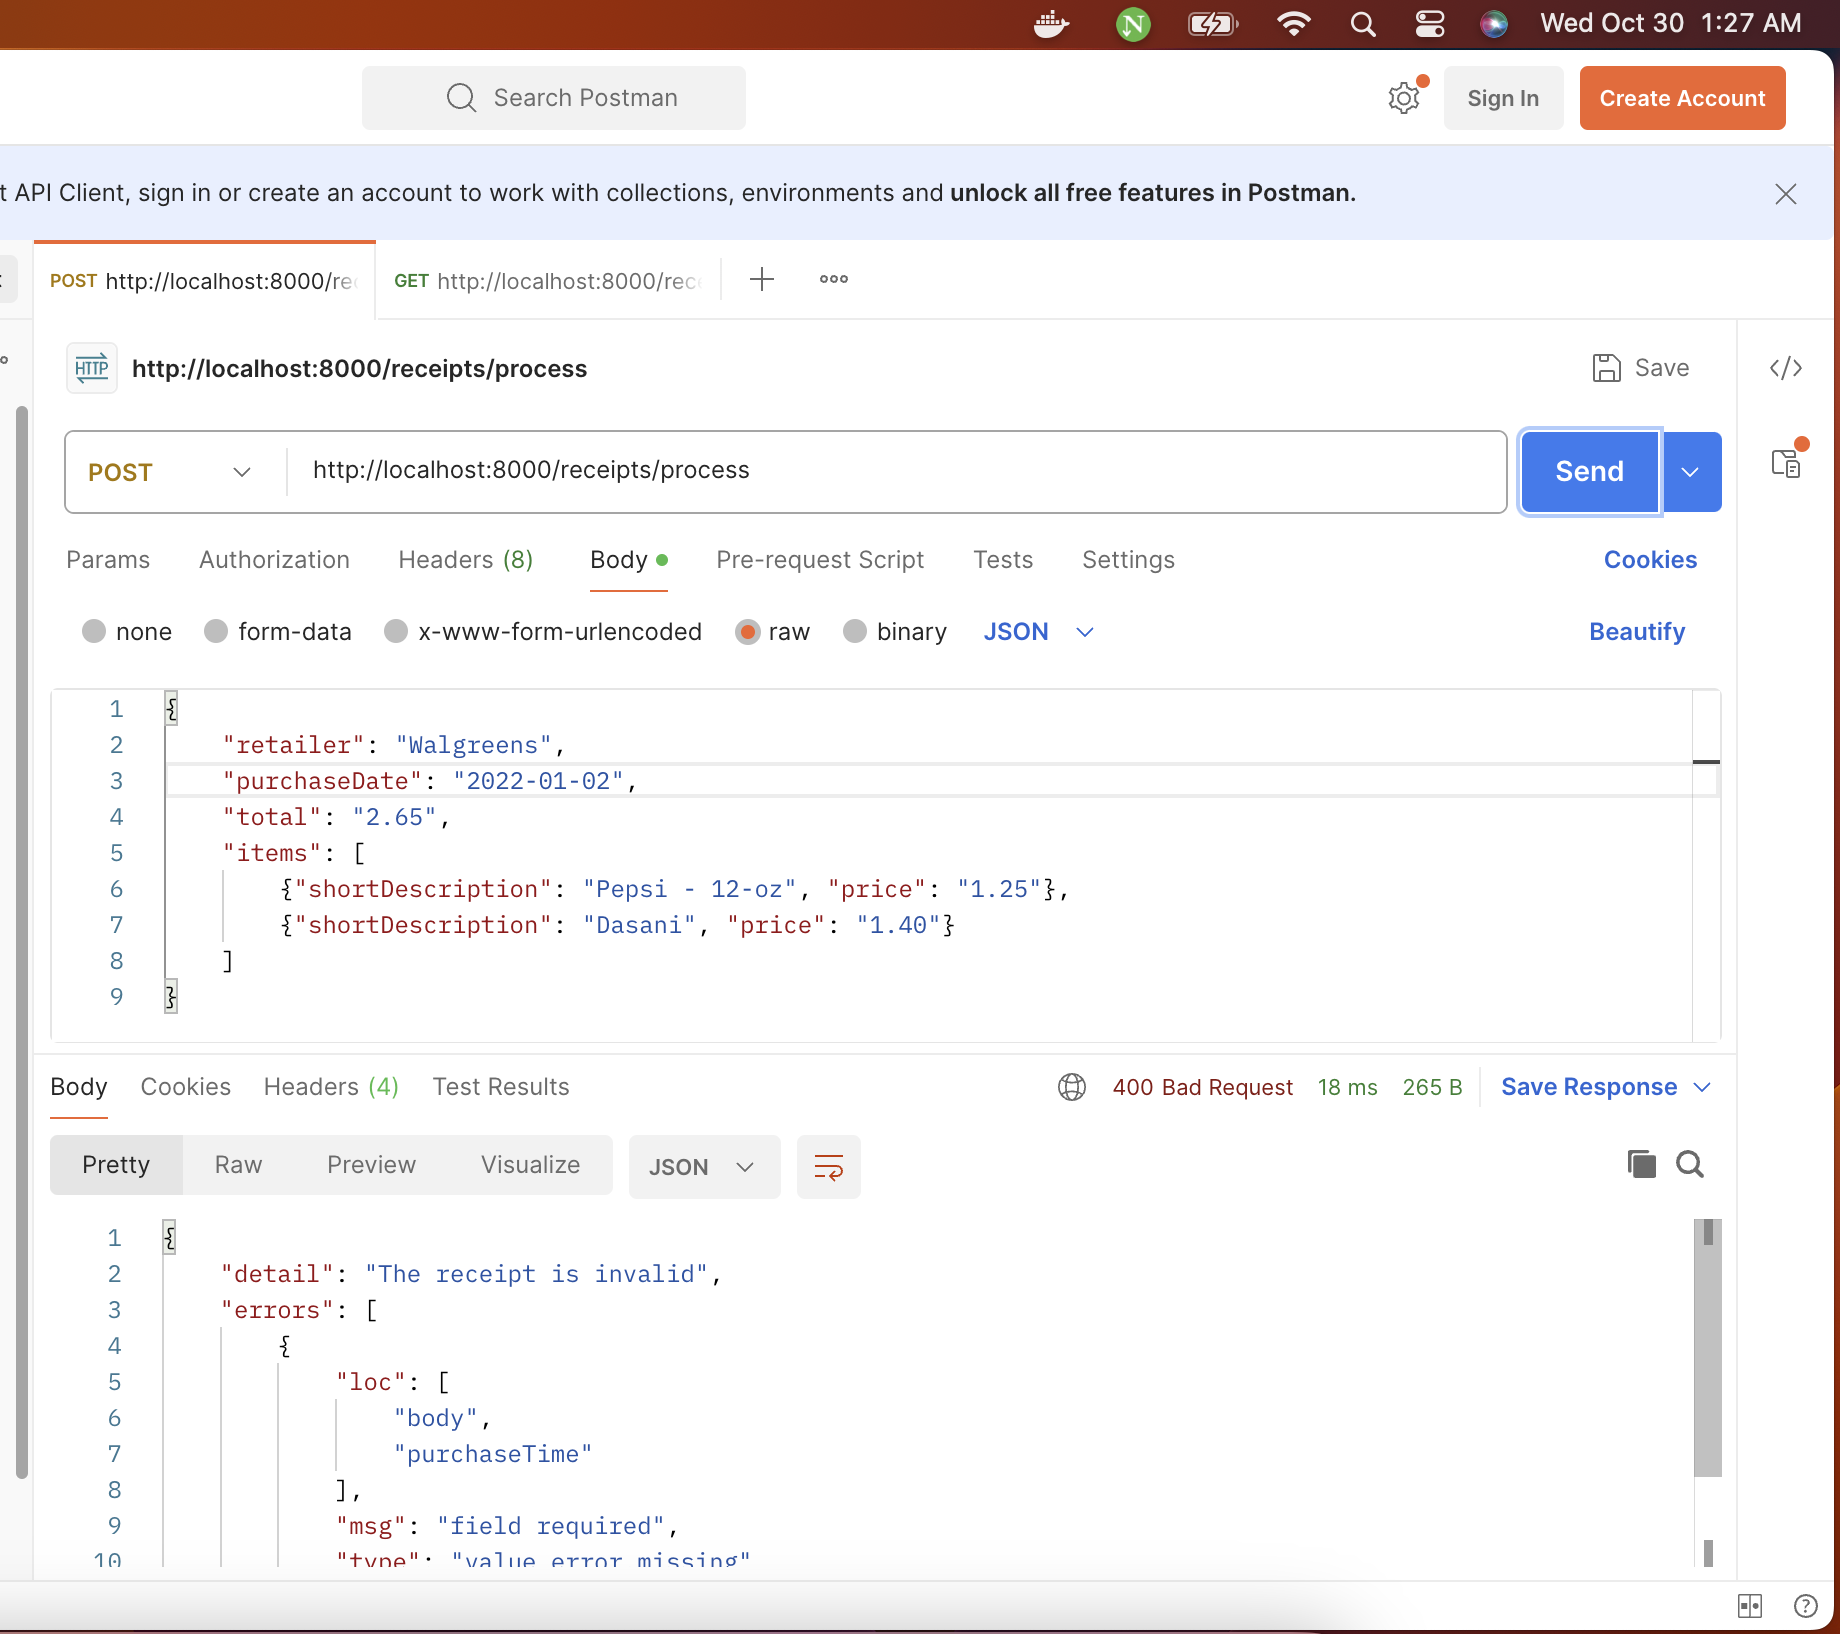 Wed Oct 30 1:27 AM
Search Postman
Sign In
Create Account
t API Client, sign in or create an account to work with collections, environments and unlock all free features in Postman.
POST http://localhost:8000/rec
GET http://localhost:8000/rece
HTTP
http://localhost:8000/receipts/process
Save
</>
POST
http://localhost:8000/receipts/process
Send
Params Authorization Headers (8) Body Pre-request Script Tests Settings Cookies
none form-data x-www-form-urlencoded raw binary JSON Beautify
1 {
2 "retailer": "Walgreens",
3 "purchaseDate": "2022-01-02",
4 "total": "2.65",
5 "items": [
6 {"shortDescription": "Pepsi - 12-oz", "price": "1.25"},
7 {"shortDescription": "Dasani", "price": "1.40"}
8 ]
9 }
Body Cookies Headers (4) Test Results 400 Bad Request 18 ms 265 B Save Response
Pretty Raw Preview Visualize JSON
1 {
2 "detail": "The receipt is invalid",
3 "errors": [
4 {
5 "loc": [
6 "body",
7 "purchaseTime"
8 ],
9 "msg": "field required",
10 "type": "value_error.missing"